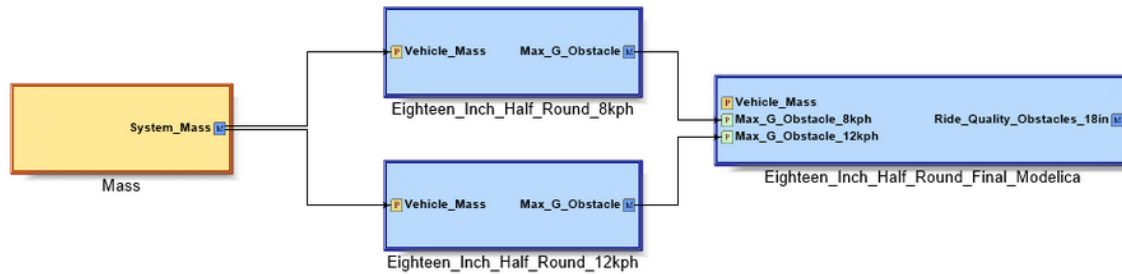 P Vehicle_Mass Max_G_Obstacle M
Eighteen_Inch_Half_Round_8kph
System_Mass M
Mass
P Vehicle_Mass
P Max_G_Obstacle_8kph Ride_Quality_Obstacles_18in M
P Max_G_Obstacle_12kph
Eighteen_Inch_Half_Round_Final_Modelica
P Vehicle_Mass Max_G_Obstacle M
Eighteen_Inch_Half_Round_12kph